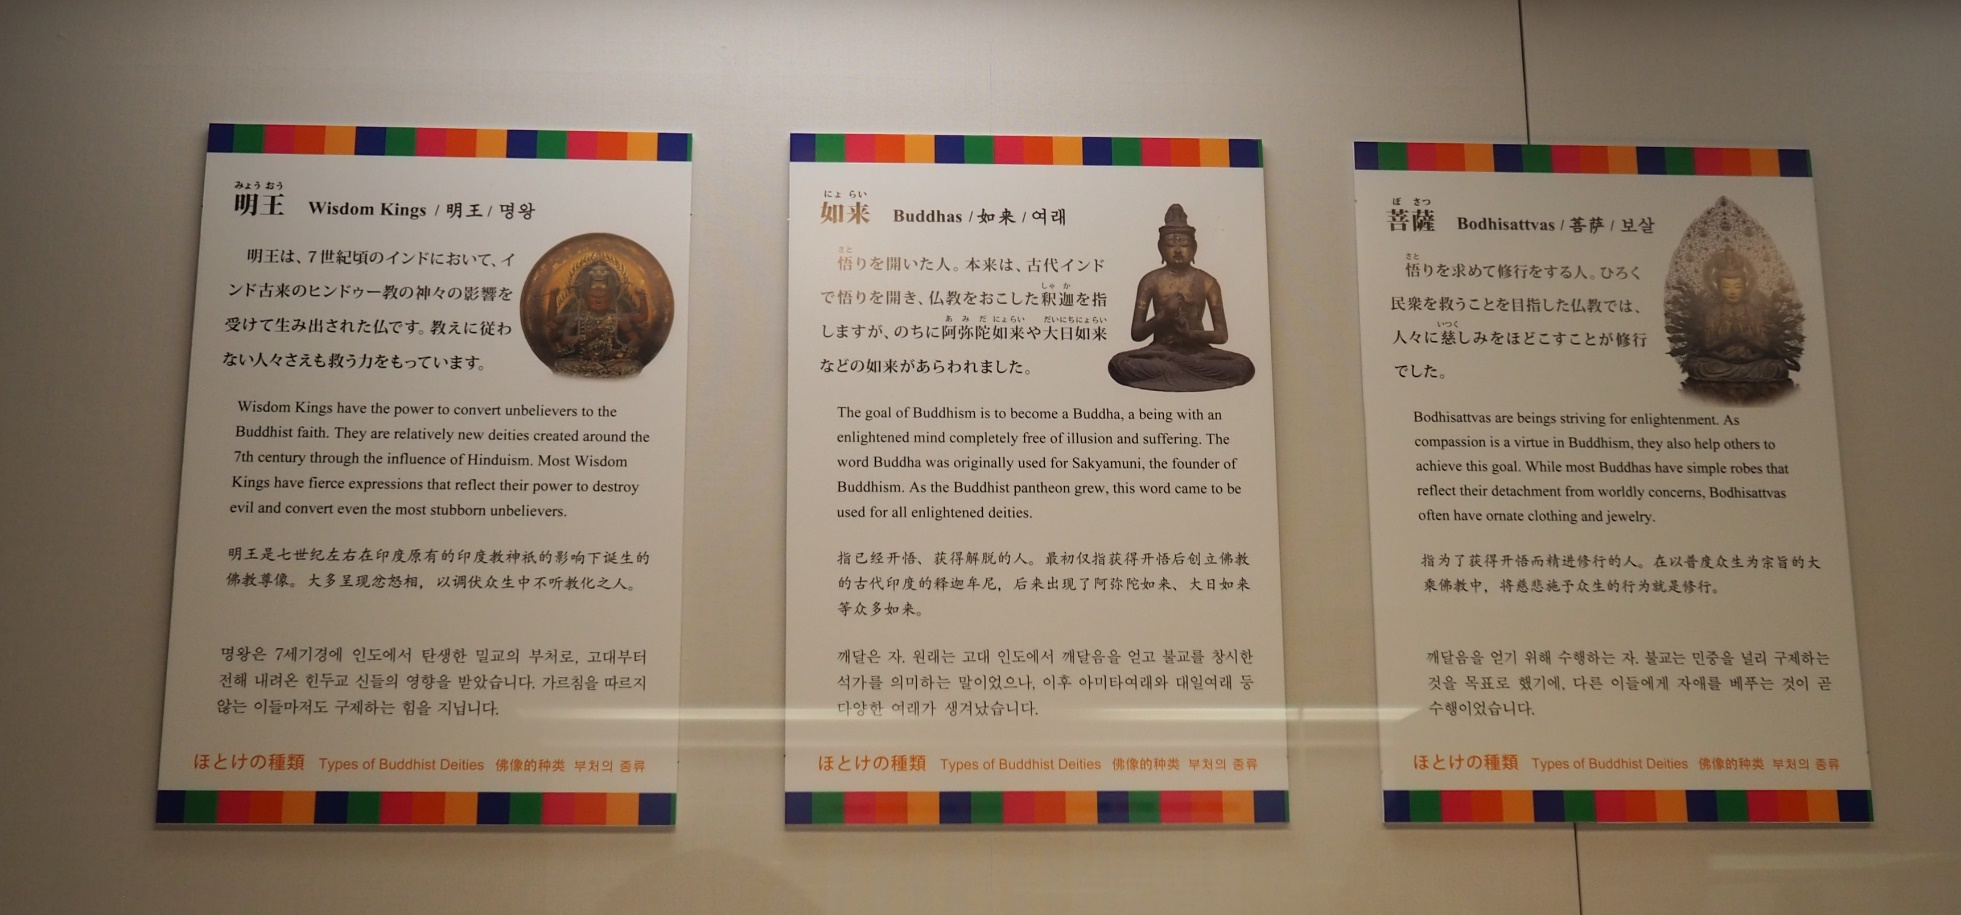 みょう おう
明王 Wisdom Kings / 明王 / 명왕
明王は、7世紀頃のインドにおいて、イ
ンド古来のヒンドゥー教の神々の影響を
受けて生み出された仏です。教えに従わ
ない人々さえも救う力をもっています。
Wisdom Kings have the power to convert unbelievers to the
Buddhist faith. They are relatively new deities created around the
7th century through the influence of Hinduism. Most Wisdom
Kings have fierce expressions that reflect their power to destroy
evil and convert even the most stubborn unbelievers.
明王是七世纪左右在印度原有的印度教神祇的影响下诞生的
佛教尊像。大多呈现忿怒相，以调伏众生中不听教化之人。
명왕은 7세기경에 인도에서 탄생한 밀교의 부처로, 고대부터
전해 내려온 힌두교 신들의 영향을 받았습니다. 가르침을 따르지
않는 이들마저도 구제하는 힘을 지닙니다.
ほとけの種類 Types of Buddhist Deities 佛像的种类 부처의 종류
にょ らい
如来 Buddhas / 如来 / 여래
さと
悟りを開いた人。本来は、古代インド
で悟りを開き、仏教をおこした釈迦を指
しゃ か
しますが、のちに阿弥陀如来や大日如来
あ み だ にょらい だいにちにょらい
などの如来があらわれました。
The goal of Buddhism is to become a Buddha, a being with an
enlightened mind completely free of illusion and suffering. The
word Buddha was originally used for Sakyamuni, the founder of
Buddhism. As the Buddhist pantheon grew, this word came to be
used for all enlightened deities.
指已经开悟、获得解脱的人。最初仅指获得开悟后创立佛教
的古代印度的释迦牟尼，后来出现了阿弥陀如来、大日如来
等众多如来。
깨달은 자. 원래는 고대 인도에서 깨달음을 얻고 불교를 창시한
석가를 의미하는 말이었으나, 이후 아미타여래와 대일여래 등
다양한 여래가 생겨났습니다.
ほとけの種類 Types of Buddhist Deities 佛像的种类 부처의 종류
ぼ さつ
菩薩 Bodhisattvas / 菩萨 / 보살
さと
悟りを求めて修行をする人。ひろく
民衆を救うことを目指した仏教では、
いつく
人々に慈しみをほどこすことが修行
でした。
Bodhisattvas are beings striving for enlightenment. As
compassion is a virtue in Buddhism, they also help others to
achieve this goal. While most Buddhas have simple robes that
reflect their detachment from worldly concerns, Bodhisattvas
often have ornate clothing and jewelry.
指为了获得开悟而精进修行的人。在以普度众生为宗旨的大
乘佛教中，将慈悲施予众生的行为就是修行。
깨달음을 얻기 위해 수행하는 자. 불교는 민중을 널리 구제하는
것을 목표로 했기에, 다른 이들에게 자애를 베푸는 것이 곧
수행이었습니다.
ほとけの種類 Types of Buddhist Deities 佛像的种类 부처의 종류